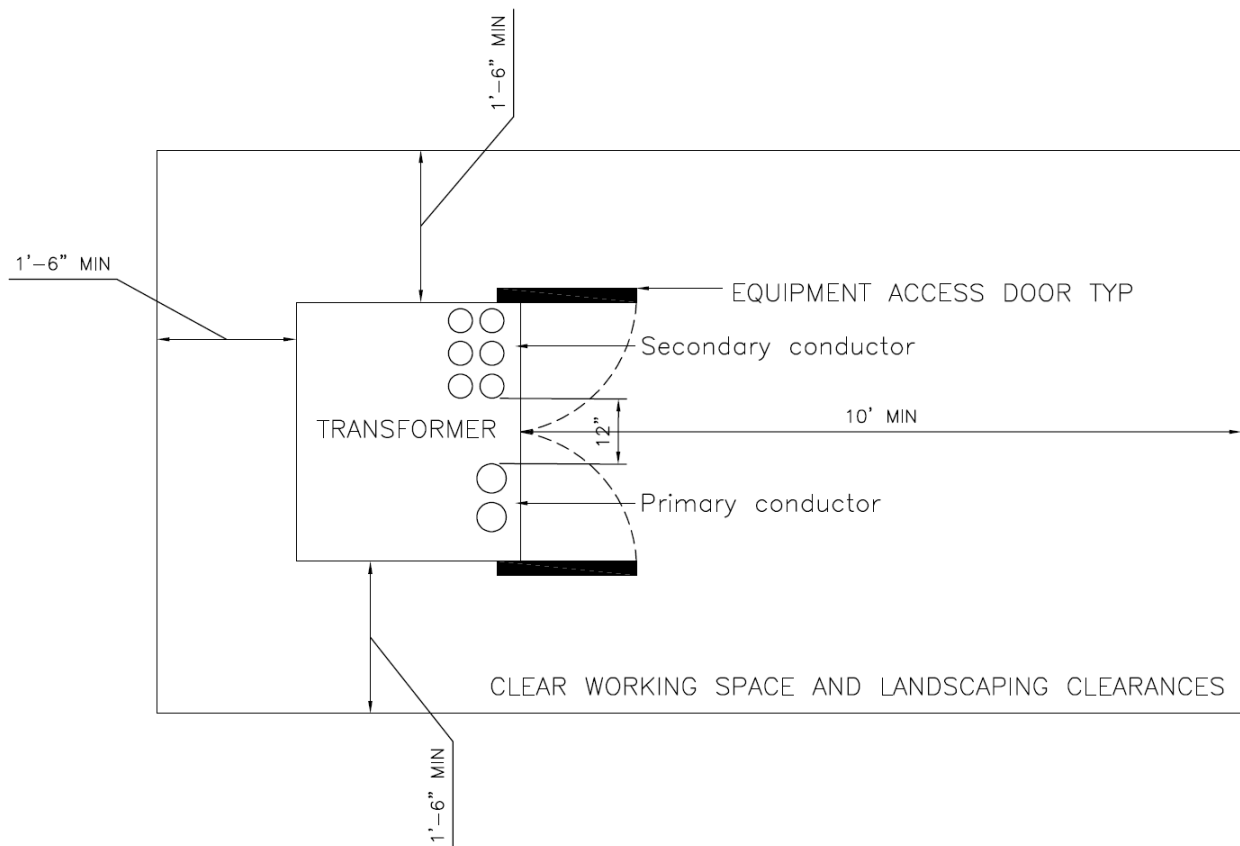 1'-6" MIN
1'-6" MIN
EQUIPMENT ACCESS DOOR TYP
Secondary conductor
TRANSFORMER
12"
10' MIN
Primary conductor
CLEAR WORKING SPACE AND LANDSCAPING CLEARANCES
1'-6" MIN